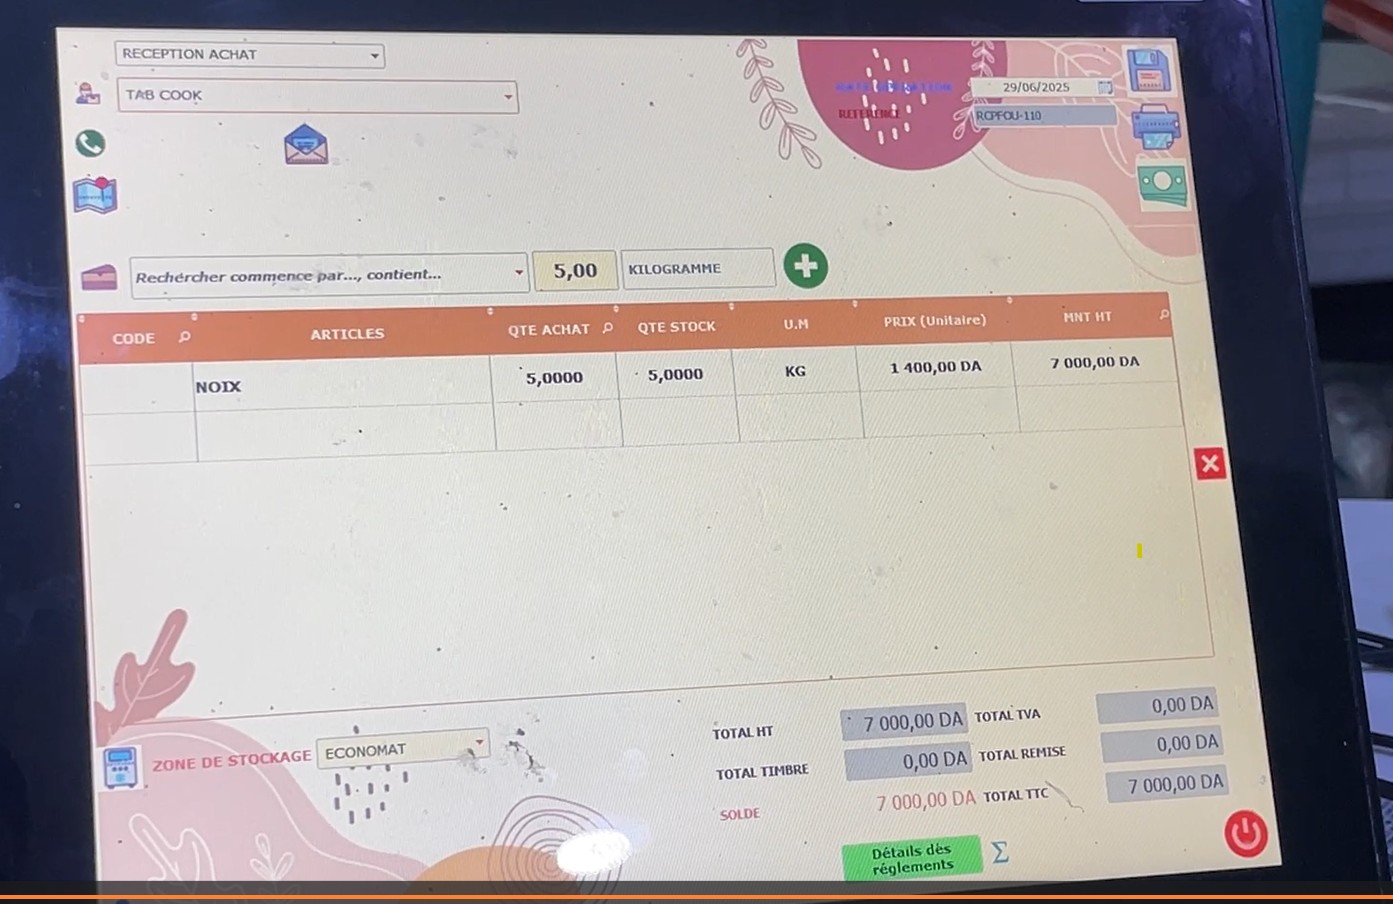 RECEPTION ACHAT
TAB COOK
29/06/2025
REFERENCE
RCPFOU-110
Rechercher commence par..., contient...
5,00
KILOGRAMME
CODE
ARTICLES
QTE ACHAT
QTE STOCK
U.M
PRIX (Unitaire)
MNT HT
NOIX
5,0000
5,0000
KG
1 400,00 DA
7 000,00 DA
ZONE DE STOCKAGE
ECONOMAT
TOTAL HT
7 000,00 DA
TOTAL TVA
0,00 DA
TOTAL TIMBRE
0,00 DA
TOTAL REMISE
0,00 DA
SOLDE
7 000,00 DA
TOTAL TTC
7 000,00 DA
Détails des
réglements
Σ